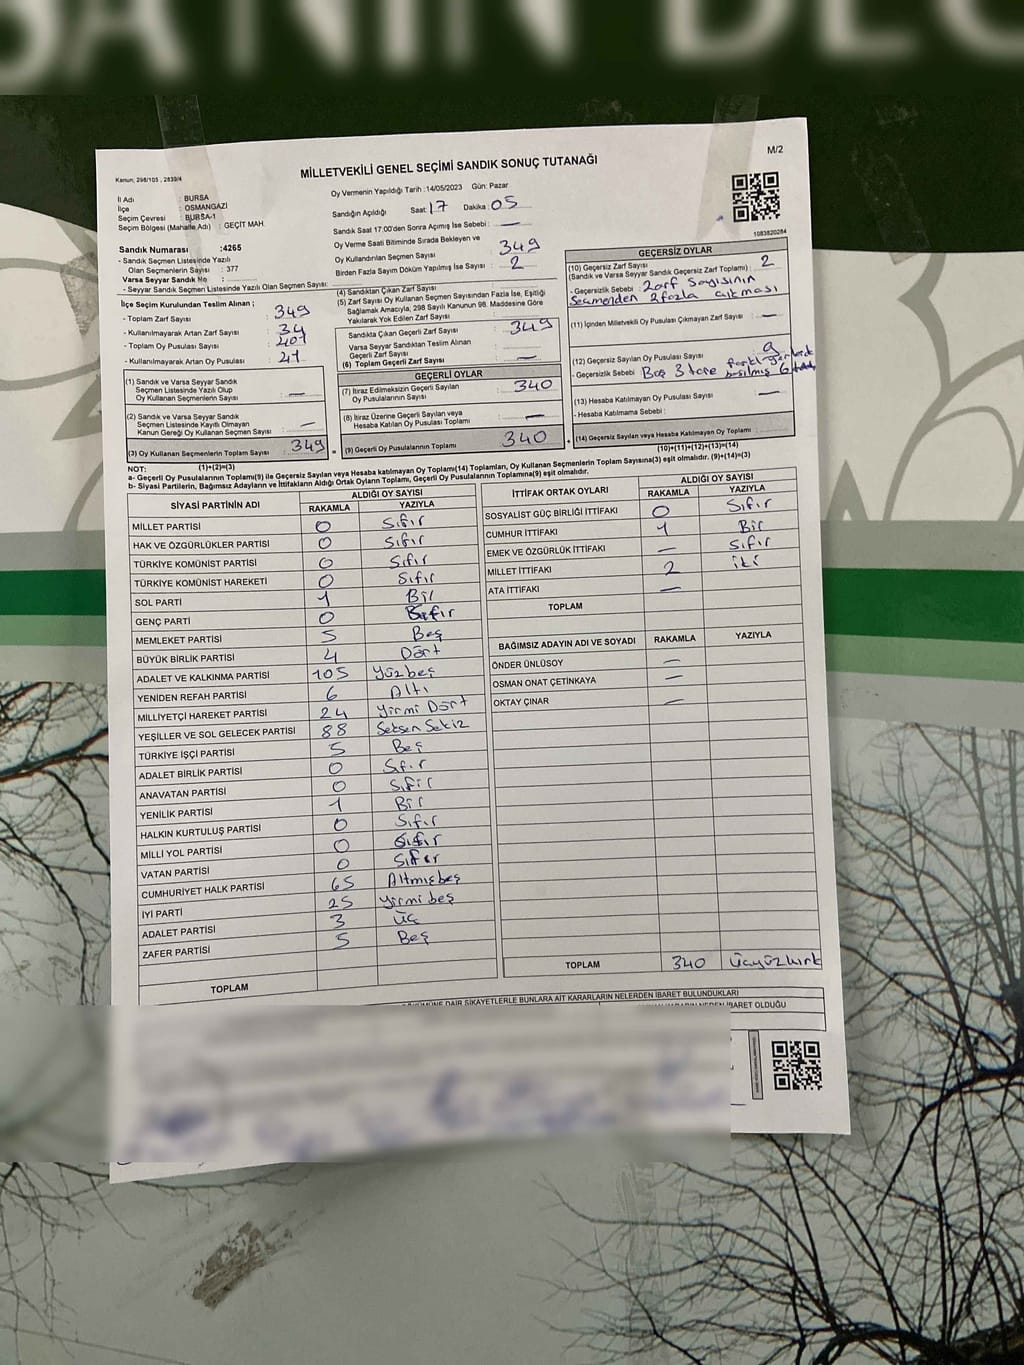 M/2
MİLLETVEKİLİ GENEL SEÇİMİ SANDIK SONUÇ TUTANAĞI
Kanun; 298/105 , 2839/4
İl Adı : BURSA
İlçe : OSMANGAZİ
Seçim Çevresi : BURSA-1
Seçim Bölgesi (Mahalle Adı) : GEÇİT MAH
Oy Vermenin Yapıldığı Tarih :14/05/2023 Gün: Pazar
Sandığın Açıldığı Saat: 17 Dakika: 05
Sandık Saat 17:00'den Sonra Açımış İse Sebebi : —
Oy Verme Saati Bitiminde Sırada Bekleyen ve
Oy Kullandırılan Seçmen Sayısı : 349
Birden Fazla Sayım Döküm Yapılmış İse Sayısı : 2
1083820284
Sandık Numarası :4265
- Sandık Seçmen Listesinde Yazılı
Olan Seçmenlerin Sayısı : 377
Varsa Seyyar Sandık No :
- Seyyar Sandık Seçmen Listesinde Yazılı Olan Seçmen Sayısı:
İlçe Seçim Kurulundan Teslim Alınan ;
- Toplam Zarf Sayısı : 349
- Kullanılmayarak Artan Zarf Sayısı : 34
- Toplam Oy Pusulası : 401
- Kullanılmayarak Artan Oy Pusulası :
(1) Sandık ve Varsa Seyyar Sandık
Seçmen Listesinde Yazılı Olup
Oy Kullanan Seçmenlerin Sayısı : —
(2) Sandık ve Varsa Seyyar Sandık
Seçmen Listesinde Kayıtlı Olmayan
Kanun Gereği Oy Kullanan Seçmen Sayısı : —
(3) Oy Kullanan Seçmenlerin Toplam Sayısı : 349
(1)+(2)=(3)
(4) Sandıktan Çıkan Zarf Sayısı :
(5) Zarf Sayısı Oy Kullanan Seçmen Sayısından Fazla İse, Eşitliği
Sağlamak Amacıyla, 298 Sayılı Kanunun 98. Maddesine Göre
Yakılarak Yok Edilen Zarf Sayısı :
Sandıkta Çıkan Geçerli Zarf Sayısı : 349
Varsa Seyyar Sandıktan Teslim Alınan
Geçerli Zarf Sayısı :
(6) Toplam Geçerli Zarf Sayısı : —
GEÇERLİ OYLAR
(7) İtiraz Edilmeksizin Geçerli Sayılan
Oy Pusulası Sayısı : 340
(8) İtiraz Üzerine Geçerli Sayılan veya
Hesaba Katılan Oy Pusulası Toplamı : —
(9) Geçerli Oy Pusulalarının Toplamı : 340
GEÇERSİZ OYLAR
(10) Geçersiz Zarf Sayısı : 2
(Sandık ve Varsa Seyyar Sandık Geçersiz Zarf Toplamı)
- Geçersizlik Sebebi : Zarf Sayısının
Seçmenden 2 fazla çıkması
(11) İçinden Milletvekili Oy Pusulası Çıkmayan Zarf Sayısı : —
(12) Geçersiz Sayılan Oy Pusulası Sayısı : 9
- Geçersizlik Sebebi : Boş 3 tane
basılmış 6
(13) Hesaba Katılmayan Oy Pusulası Sayısı : —
- Hesaba Katılmama Sebebi :
(14) Geçersiz Sayılan veya Hesaba Katılmayan Oy Toplamı :
(10)+(11)+(12)+(13)=(14)
NOT:
a- Geçerli Oy Pusulaları(9) ile Geçersiz Sayılan veya Hesaba katılmayan Oy Toplamı(14) Toplamları, Oy Kullanan Seçmenlerin Toplam Sayısına(3) eşit olmalıdır. (9)+(14)=(3)
b- Siyasi Partilerin, Bağımsız Adayların ve İttifakların Aldığı Ortak Oyların Toplamı, Geçerli Oy Pusulalarının Toplamına(9) eşit olmalıdır.
SİYASİ PARTİNİN ADI ALDIĞI OY SAYISI
RAKAMLA YAZIYLA
MİLLET PARTİSİ 0 Sıfır
HAK VE ÖZGÜRLÜKLER PARTİSİ 0 Sıfır
TÜRKİYE KOMÜNİST PARTİSİ 0 Sıfır
TÜRKİYE KOMÜNİST HAREKETİ 0 Sıfır
SOL PARTİ 1 Bir
GENÇ PARTİ 0 Sıfır
MEMLEKET PARTİSİ 5 Beş
BÜYÜK BİRLİK PARTİSİ 4 Dört
ADALET VE KALKINMA PARTİSİ 105 Yüzbeş
YENİDEN REFAH PARTİSİ 6 Altı
MİLLİYETÇİ HAREKET PARTİSİ 24 Yirmi Dört
YEŞİLLER VE SOL GELECEK PARTİSİ 88 Seksen Sekiz
TÜRKİYE İŞÇİ PARTİSİ 5 Beş
ADALET BİRLİK PARTİSİ 0 Sıfır
ANAVATAN PARTİSİ 0 Sıfır
YENİLİK PARTİSİ 1 Bir
HALKIN KURTULUŞ PARTİSİ 0 Sıfır
MİLLİ YOL PARTİSİ 0 Sıfır
VATAN PARTİSİ 0 Sıfır
CUMHURİYET HALK PARTİSİ 65 Altmışbeş
İYİ PARTİ 25 Yirmi beş
ADALET PARTİSİ 3 Üç
ZAFER PARTİSİ 5 Beş
TOPLAM
İTTİFAK ORTAK OYLARI ALDIĞI OY SAYISI
RAKAMLA YAZIYLA
SOSYALİST GÜÇ BİRLİĞİ İTTİFAKI 0 Sıfır
CUMHUR İTTİFAKI 1 Bir
EMEK VE ÖZGÜRLÜK İTTİFAKI — Sıfır
MİLLET İTTİFAKI 2 iki
ATA İTTİFAKI —
TOPLAM
BAĞIMSIZ ADAYIN ADI VE SOYADI RAKAMLA YAZIYLA
ÖNDER ÜNLÜSOY —
OSMAN ONAT ÇETİNKAYA —
OKTAY ÇINAR —
TOPLAM 340 Üçyüzkırk
DAİR ŞİKAYETLERLE BUNLARA AİT KARARLARIN NELERDEN İBARET BULUNDUKLARI
İBARET OLDUĞU